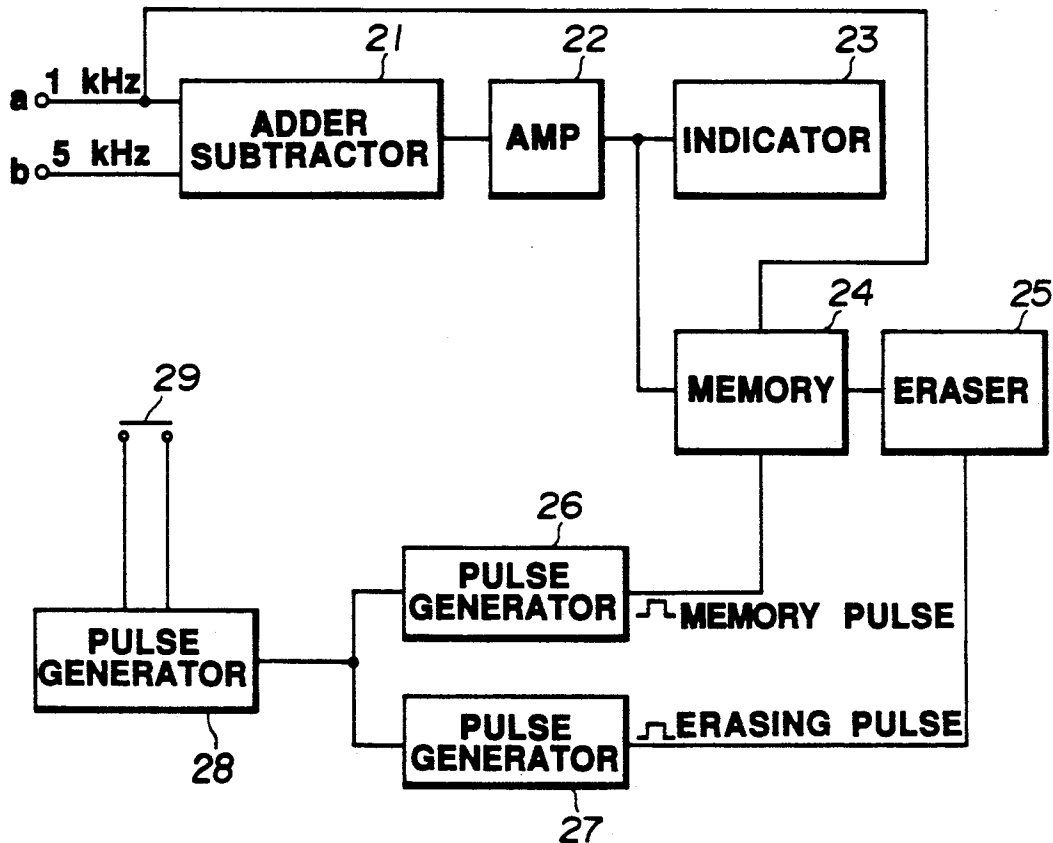 21
22
23
a
1 kHz
b
5 kHz
ADDER
SUBTRACTOR
AMP
INDICATOR
24
25
MEMORY
ERASER
29
26
PULSE
GENERATOR
MEMORY PULSE
PULSE
GENERATOR
28
PULSE
GENERATOR
ERASING PULSE
27